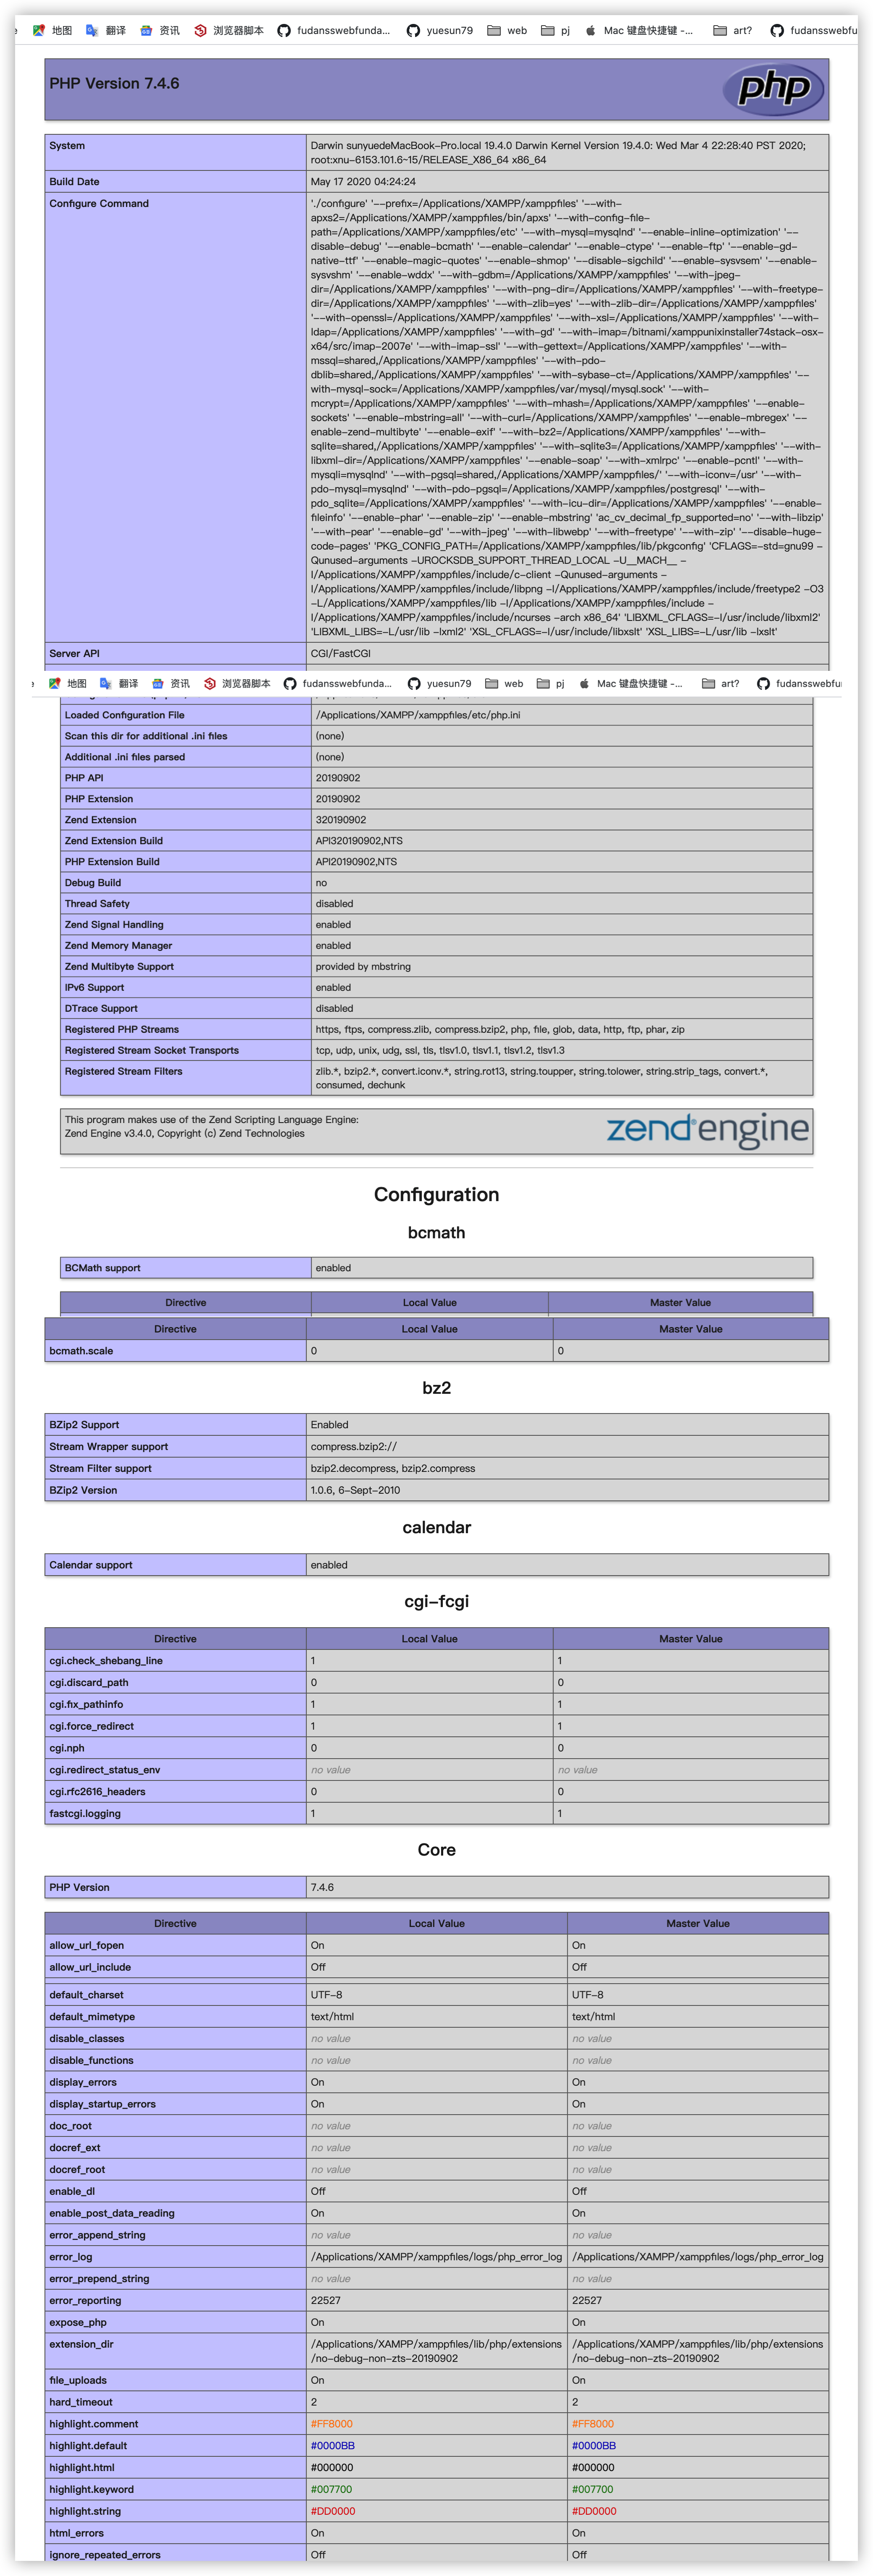 地图 翻译 资讯 浏览器脚本 fudansswebfunda... yuesun79 web pj Mac 键盘快捷键 -... art? fudansswebfu
PHP Version 7.4.6
php
System Darwin sunyuedeMacBook-Pro.local 19.4.0 Darwin Kernel Version 19.4.0: Wed Mar 4 22:28:40 PST 2020;
root:xnu-6153.101.6~15/RELEASE_X86_64 x86_64
Build Date May 17 2020 04:24:24
Configure Command './configure' '--prefix=/Applications/XAMPP/xamppfiles' '--with-
apxs2=/Applications/XAMPP/xamppfiles/bin/apxs' '--with-config-file-
path=/Applications/XAMPP/xamppfiles/etc' '--with-mysql=mysqlnd' '--enable-inline-optimization' '--
disable-debug' '--enable-bcmath' '--enable-calendar' '--enable-ctype' '--enable-ftp' '--enable-gd-
native-ttf' '--enable-magic-quotes' '--enable-shmop' '--disable-sigchild' '--enable-sysvsem' '--enable-
sysvshm' '--enable-wddx' '--with-gdbm=/Applications/XAMPP/xamppfiles' '--with-jpeg-
dir=/Applications/XAMPP/xamppfiles' '--with-png-dir=/Applications/XAMPP/xamppfiles' '--with-freetype-
dir=/Applications/XAMPP/xamppfiles' '--with-zlib=yes' '--with-zlib-dir=/Applications/XAMPP/xamppfiles'
'--with-openssl=/Applications/XAMPP/xamppfiles' '--with-xsl=/Applications/XAMPP/xamppfiles' '--with-
ldap=/Applications/XAMPP/xamppfiles' '--with-gd' '--with-imap=/bitnami/xamppunixinstaller74stack-osx-
x64/src/imap-2007e' '--with-imap-ssl' '--with-gettext=/Applications/XAMPP/xamppfiles' '--with-
mssql=shared,/Applications/XAMPP/xamppfiles' '--with-pdo-
dblib=shared,/Applications/XAMPP/xamppfiles' '--with-sybase-ct=/Applications/XAMPP/xamppfiles' '--
with-mysql-sock=/Applications/XAMPP/xamppfiles/var/mysql/mysql.sock' '--with-
mcrypt=/Applications/XAMPP/xamppfiles' '--with-mhash=/Applications/XAMPP/xamppfiles' '--enable-
sockets' '--enable-mbstring=all' '--with-curl=/Applications/XAMPP/xamppfiles' '--enable-mbregex' '--
enable-zend-multibyte' '--enable-exif' '--with-bz2=/Applications/XAMPP/xamppfiles' '--with-
sqlite=shared,/Applications/XAMPP/xamppfiles' '--with-sqlite3=/Applications/XAMPP/xamppfiles' '--with-
libxml-dir=/Applications/XAMPP/xamppfiles' '--enable-soap' '--with-xmlrpc' '--enable-pcntl' '--with-
mysqli=mysqlnd' '--with-pgsql=shared,/Applications/XAMPP/xamppfiles/' '--with-iconv=/usr' '--with-
pdo-mysql=mysqlnd' '--with-pdo-pgsql=/Applications/XAMPP/xamppfiles/postgresql' '--with-
pdo_sqlite=/Applications/XAMPP/xamppfiles' '--with-icu-dir=/Applications/XAMPP/xamppfiles' '--enable-
fileinfo' '--enable-phar' '--enable-zip' '--enable-mbstring' 'ac_cv_decimal_fp_supported=no' '--with-libzip'
'--with-pear' '--enable-gd' '--with-jpeg' '--with-libwebp' '--with-freetype' '--with-zip' '--disable-huge-
code-pages' 'PKG_CONFIG_PATH=/Applications/XAMPP/xamppfiles/lib/pkgconfig' 'CFLAGS=-std=gnu99 -
Qunused-arguments -UROCKSDB_SUPPORT_THREAD_LOCAL -U__MACH__ -
I/Applications/XAMPP/xamppfiles/include/c-client -Qunused-arguments -
I/Applications/XAMPP/xamppfiles/include/libpng -I/Applications/XAMPP/xamppfiles/include/freetype2 -O3
-L/Applications/XAMPP/xamppfiles/lib -I/Applications/XAMPP/xamppfiles/include -
I/Applications/XAMPP/xamppfiles/include/ncurses -arch x86_64' 'LIBXML_CFLAGS=-I/usr/include/libxml2'
'LIBXML_LIBS=-L/usr/lib -lxml2' 'XSL_CFLAGS=-I/usr/include/libxslt' 'XSL_LIBS=-L/usr/lib -lxslt'
Server API CGI/FastCGI
地图 翻译 资讯 浏览器脚本 fudansswebfunda... yuesun79 web pj Mac 键盘快捷键 -... art? fudansswebfu
Loaded Configuration File /Applications/XAMPP/xamppfiles/etc/php.ini
Scan this dir for additional .ini files (none)
Additional .ini files parsed (none)
PHP API 20190902
PHP Extension 20190902
Zend Extension 320190902
Zend Extension Build API320190902,NTS
PHP Extension Build API20190902,NTS
Debug Build no
Thread Safety disabled
Zend Signal Handling enabled
Zend Memory Manager enabled
Zend Multibyte Support provided by mbstring
IPv6 Support enabled
DTrace Support disabled
Registered PHP Streams https, ftps, compress.zlib, compress.bzip2, php, file, glob, data, http, ftp, phar, zip
Registered Stream Socket Transports tcp, udp, unix, udg, ssl, tls, tlsv1.0, tlsv1.1, tlsv1.2, tlsv1.3
Registered Stream Filters zlib.*, bzip2.*, convert.iconv.*, string.rot13, string.toupper, string.tolower, string.strip_tags, convert.*,
consumed, dechunk
This program makes use of the Zend Scripting Language Engine:
Zend Engine v3.4.0, Copyright (c) Zend Technologies
zend engine
Configuration
bcmath
BCMath support enabled
Directive Local Value Master Value
Directive Local Value Master Value
bcmath.scale 0 0
bz2
BZip2 Support Enabled
Stream Wrapper support compress.bzip2://
Stream Filter support bzip2.decompress, bzip2.compress
BZip2 Version 1.0.6, 6-Sept-2010
calendar
Calendar support enabled
cgi-fcgi
Directive Local Value Master Value
cgi.check_shebang_line 1 1
cgi.discard_path 0 0
cgi.fix_pathinfo 1 1
cgi.force_redirect 1 1
cgi.nph 0 0
cgi.redirect_status_env no value no value
cgi.rfc2616_headers 0 0
fastcgi.logging 1 1
Core
PHP Version 7.4.6
Directive Local Value Master Value
allow_url_fopen On On
allow_url_include Off Off
default_charset UTF-8 UTF-8
default_mimetype text/html text/html
disable_classes no value no value
disable_functions no value no value
display_errors On On
display_startup_errors On On
doc_root no value no value
docref_ext no value no value
docref_root no value no value
enable_dl Off Off
enable_post_data_reading On On
error_append_string no value no value
error_log /Applications/XAMPP/xamppfiles/logs/php_error_log /Applications/XAMPP/xamppfiles/logs/php_error_log
error_prepend_string no value no value
error_reporting 22527 22527
expose_php On On
extension_dir /Applications/XAMPP/xamppfiles/lib/php/extensions /Applications/XAMPP/xamppfiles/lib/php/extensions
/no-debug-non-zts-20190902 /no-debug-non-zts-20190902
file_uploads On On
hard_timeout 2 2
highlight.comment #FF8000 #FF8000
highlight.default #0000BB #0000BB
highlight.html #000000 #000000
highlight.keyword #007700 #007700
highlight.string #DD0000 #DD0000
html_errors On On
ignore_repeated_errors Off Off